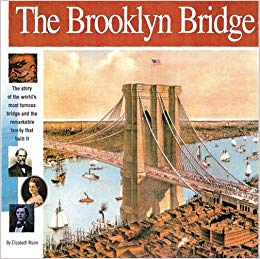 The Brooklyn Bridge
The story
of the world's
most famous
bridge and the
remarkable
family that
built it
By Elizabeth Mann